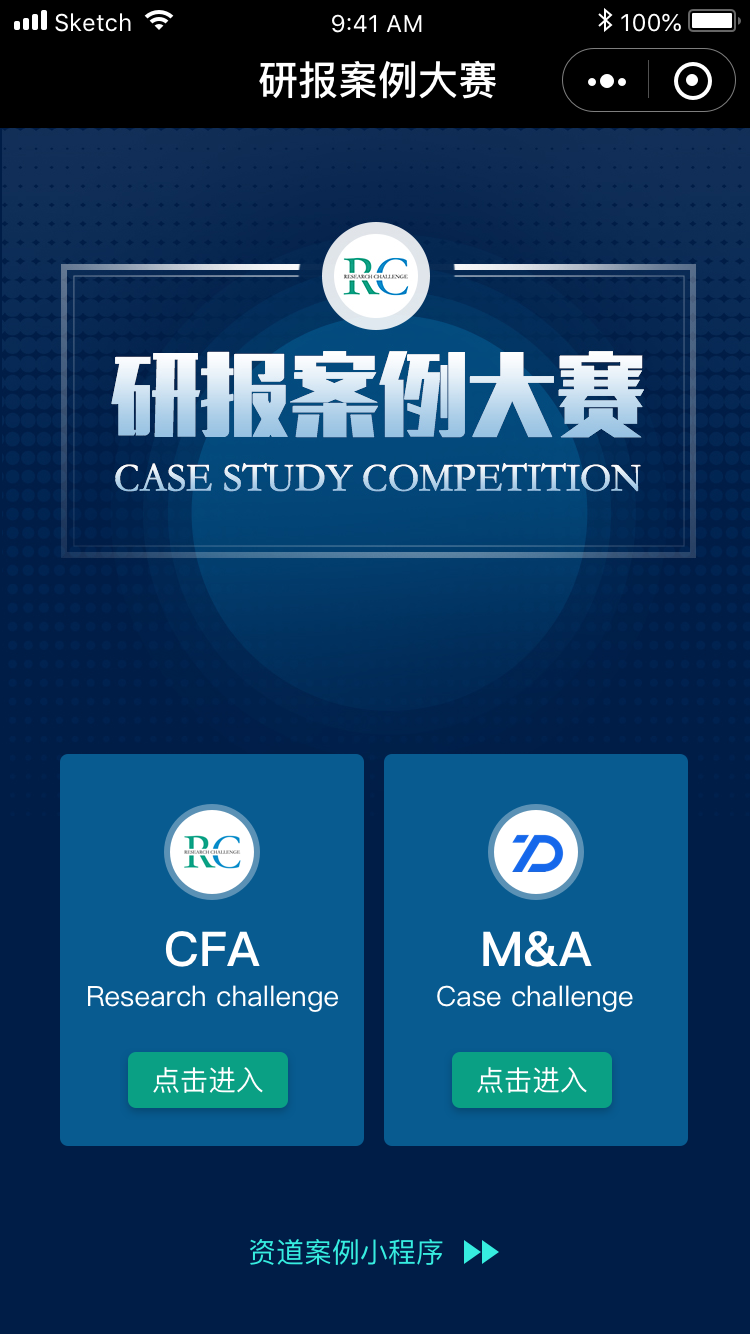 Sketch 9:41 AM 100%
研报案例大赛
RC
RESEARCH CHALLENGE
研报案例大赛
CASE STUDY COMPETITION
RC
RESEARCH CHALLENGE
CFA
Research challenge
点击进入
M&A
Case challenge
点击进入
资道案例小程序